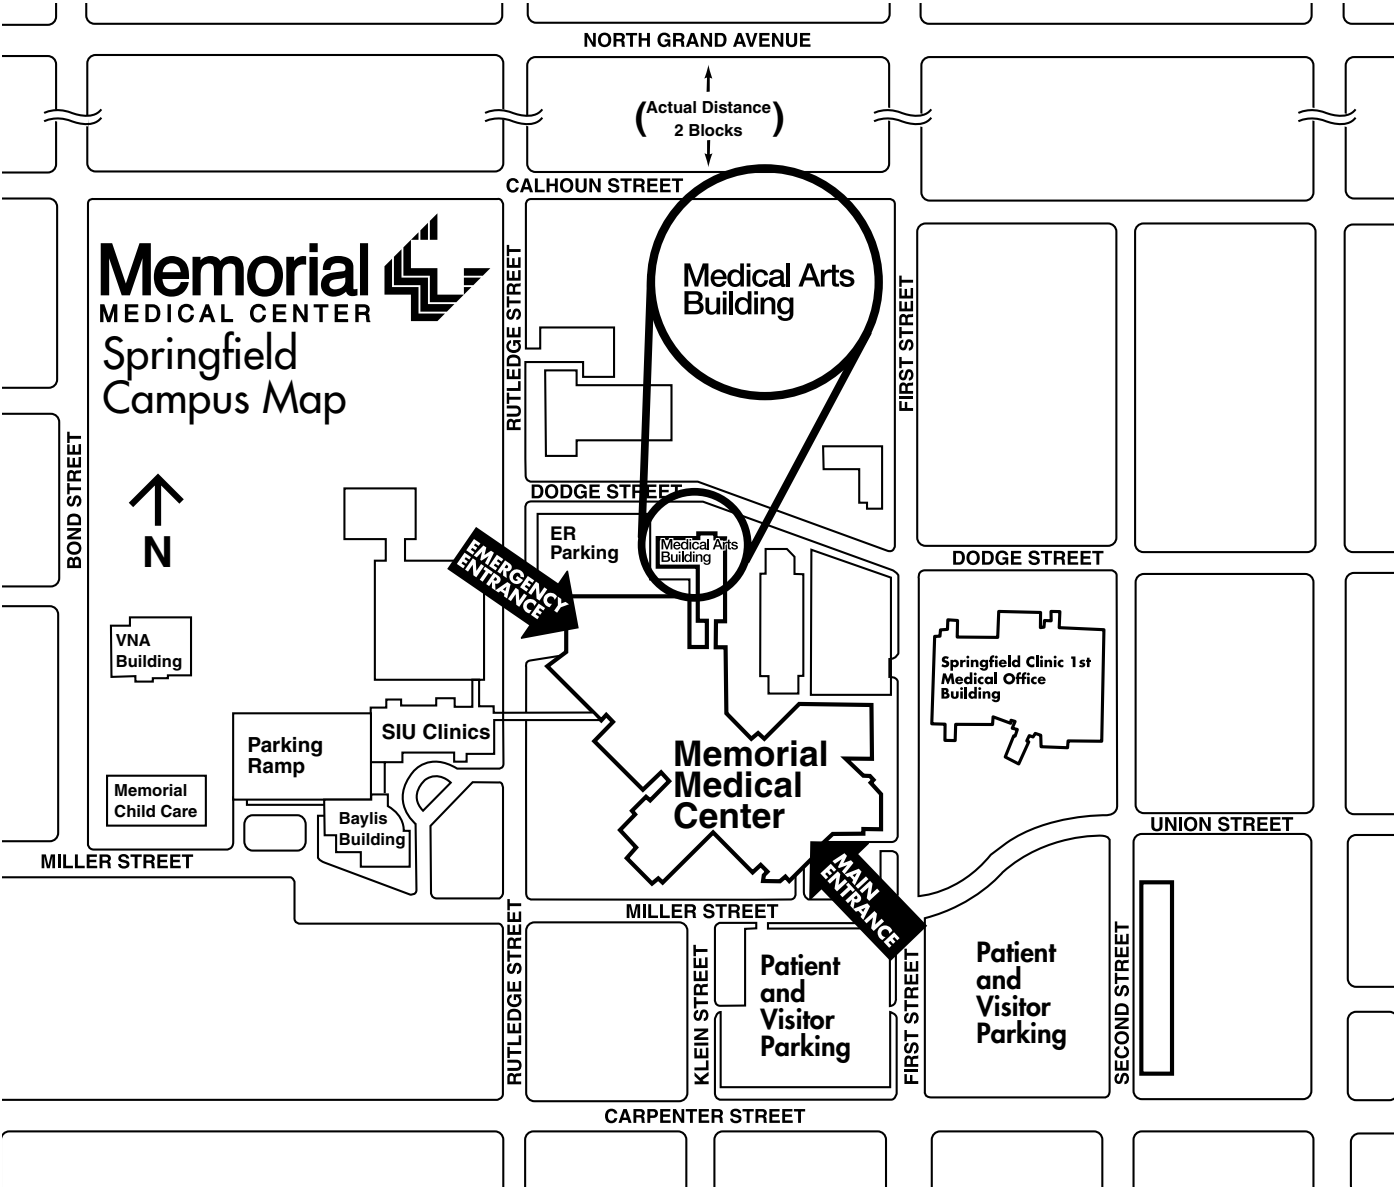 NORTH GRAND AVENUE
(Actual Distance
2 Blocks)
CALHOUN STREET
Memorial
MEDICAL CENTER
Springfield
Campus Map
RUTLEDGE STREET
Medical Arts
Building
FIRST STREET
BOND STREET
N
DODGE STREET
ER
Parking
Medical Arts
Building
EMERGENCY
ENTRANCE
DODGE STREET
VNA
Building
Springfield Clinic 1st
Medical Office
Building
SIU Clinics
Parking
Ramp
Memorial
Medical
Center
Memorial
Child Care
Baylis
Building
UNION STREET
MILLER STREET
MAIN
ENTRANCE
MILLER STREET
RUTLEDGE STREET
KLEIN STREET
Patient
and
Visitor
Parking
FIRST STREET
Patient
and
Visitor
Parking
SECOND STREET
CARPENTER STREET